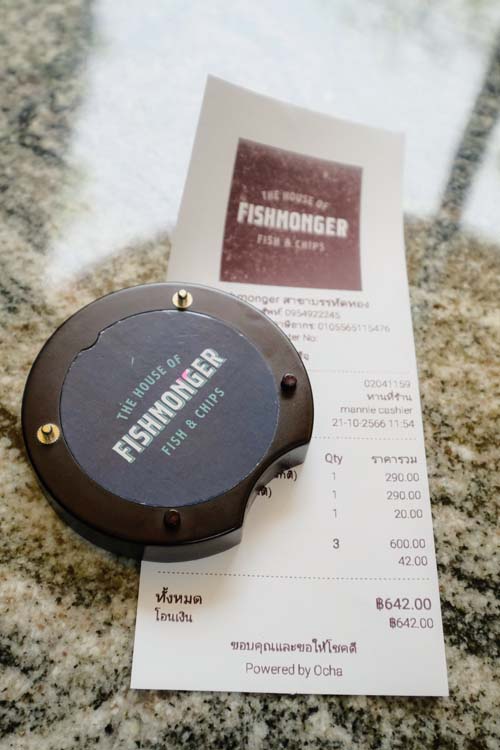 THE HOUSE OF
FISHMONGER
FISH & CHIPS
monger สาขาบรรทัดทอง
0954922245
0105565115476
No:
02041159
ทานที่ร้าน
mannie cashier
21-10-2566 11:54
Qty ราคารวม
1 290.00
1 290.00
1 20.00
3 600.00
42.00
ทั้งหมด ฿642.00
โอนเงิน ฿642.00
ขอบคุณและขอให้โชคดี
Powered by Ocha
THE HOUSE OF
FISHMONGER
FISH & CHIPS